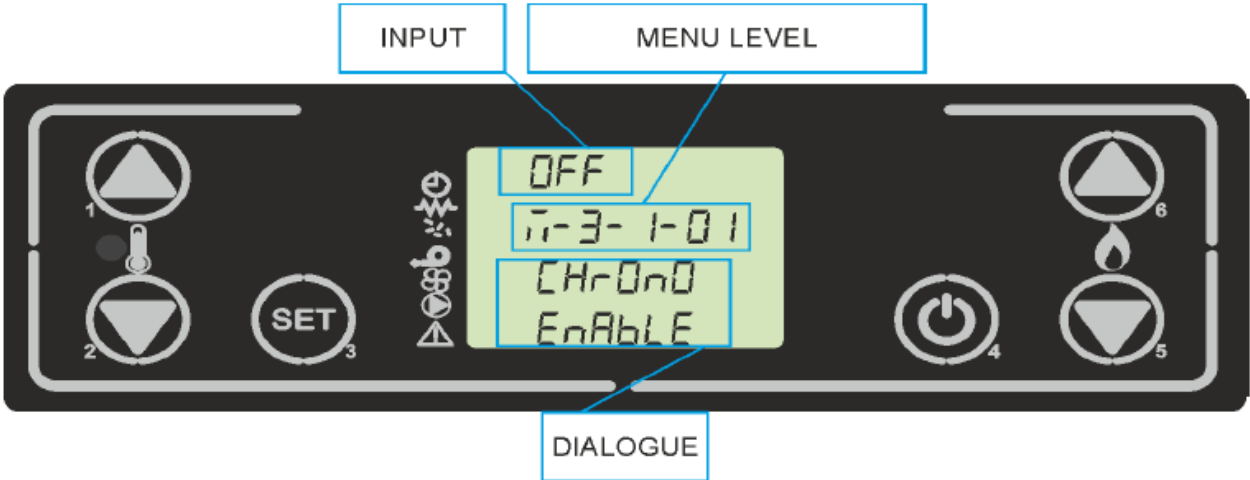 INPUT
MENU LEVEL
OFF
1
6
m-3-1-01
CHrOnO
EnAbLE
2
SET
3
4
5
DIALOGUE